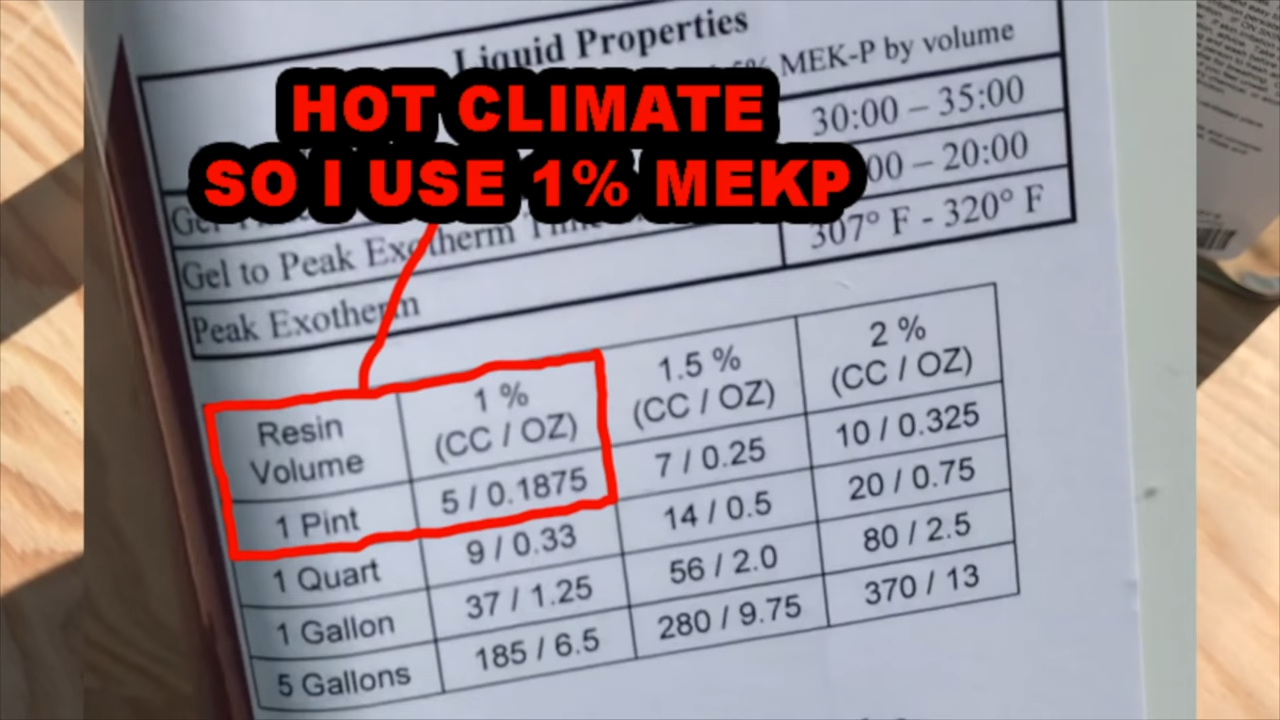 Liquid Properties
5% MEK-P by volume
HOT CLIMATE
30:00 – 35:00
SO I USE 1% MEKP
00 – 20:00
Gel to Peak Exotherm
307° F - 320° F
Peak Exotherm
Resin Volume 1 % (CC / OZ) 1.5 % (CC / OZ) 2 % (CC / OZ)
1 Pint 5 / 0.1875 7 / 0.25 10 / 0.325
1 Quart 9 / 0.33 14 / 0.5 20 / 0.75
1 Gallon 37 / 1.25 56 / 2.0 80 / 2.5
5 Gallons 185 / 6.5 280 / 9.75 370 / 13